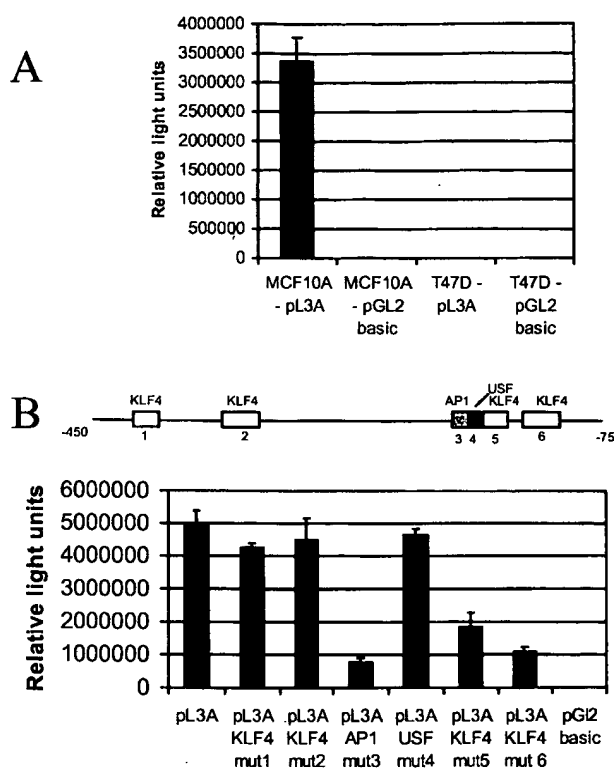 A
Relative light units
4000000
3500000
3000000
2500000
2000000
1500000
1000000
500000
0
MCF10A MCF10A T47D - T47D -
- pL3A - pGL2 pL3A pGL2
basic basic
B
KLF4 KLF4 AP1 USF KLF4 KLF4
-450 1 2 3 4 5 6 -75
Relative light units
6000000
5000000
4000000
3000000
2000000
1000000
0
pL3A pL3A pL3A pL3A pL3A pL3A pL3A pGl2
KLF4 KLF4 AP1 USF KLF4 KLF4 basic
mut1 mut2 mut3 mut4 mut5 mut 6